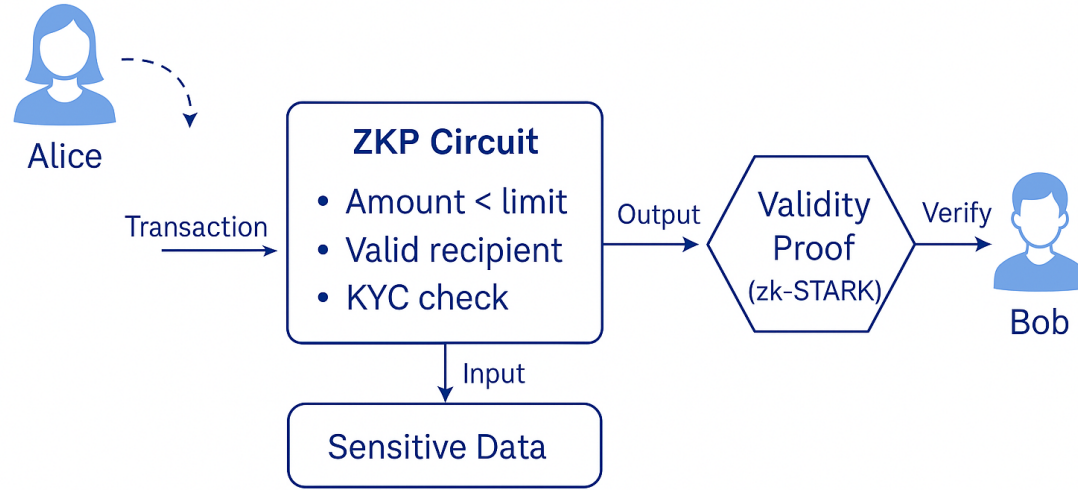 Alice
Transaction
ZKP Circuit
• Amount < limit
• Valid recipient
• KYC check
Output
Validity
Proof
(zk-STARK)
Verify
Bob
Input
Sensitive Data